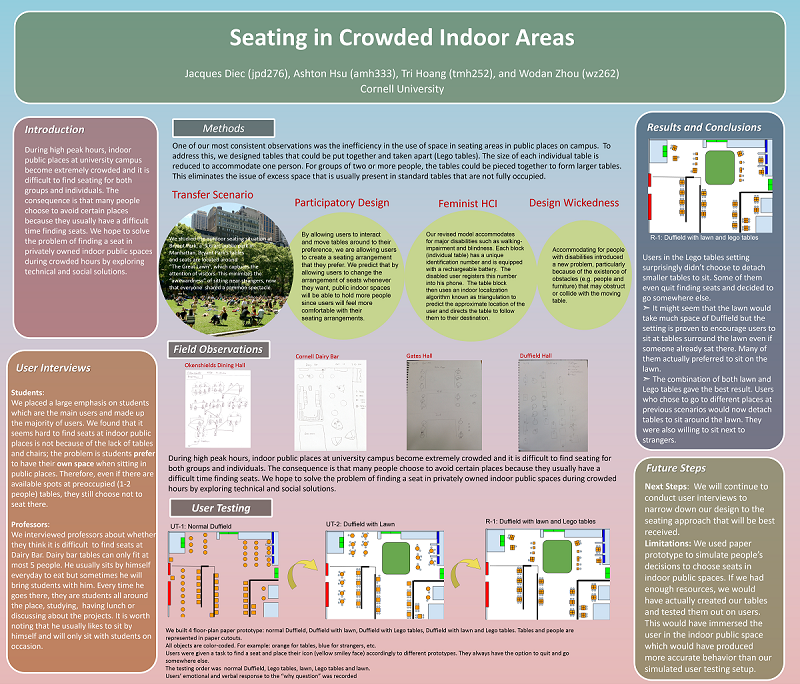 Seating in Crowded Indoor Areas
Jacques Diec (jpd276), Ashton Hsu (amh333), Tri Hoang (tmh252), and Wodan Zhou (wz262)
Cornell University
Introduction
During high peak hours, indoor
public places at university campus
become extremely crowded and it is
difficult to find seating for both
groups and individuals. The
consequence is that many people
choose to avoid certain places
because they usually have a difficult
time finding seats. We hope to solve
the problem of finding a seat in
privately owned indoor public spaces
during crowded hours by exploring
technical and social solutions.
User Interviews
Students:
We placed a large emphasis on students
which are the main users and made up
the majority of users. We found that it
seems hard to find seats at indoor public
places is not because of the lack of tables
and chairs; the problem is students prefer
to have their own space when sitting in
public places. Therefore, even if there are
available spots at preoccupied (1-2
people) tables, they still choose not to
seat there.
Professors:
We interviewed professors about whether
they think it is difficult to find seats at
Dairy Bar. Dairy bar tables can only fit at
most 5 people. He usually sits by himself
everyday to eat but sometimes he will
bring students with him. Every time he
goes there, they are students all around
the place, studying, having lunch or
discussing about the projects. It is worth
noting that he usually likes to sit by
himself and will only sit with students on
occasion.
Methods
One of our most consistent observations was the inefficiency in the use of space in seating areas in public places on campus. To
address this, we designed tables that could be put together and taken apart (Lego tables). The size of each individual table is
reduced to accommodate one person. For groups of two or more people, the tables could be pieced together to form larger tables.
This eliminates the issue of excess space that is usually present in standard tables that are not fully occupied.
Transfer Scenario
We studied the outdoor seating situation at
Manhattan. Bryant Park's tables
and seats are focused around
"The Great Lawn", which captures the
attention of visitors. This minimizes the
"awkwardness" of sitting near strangers, now
that everyone shared a common spectacle.
Participatory Design
By allowing users to interact
and move tables around to their
preference, we are allowing users
to create a seating arrangement
that they prefer. We predict that by
allowing users to change the
arrangement of seats whenever
they want, public indoor spaces
will be able to hold more people
since users will feel more
comfortable with their
seating arrangements.
Feminist HCI
Our revised model accommodates
for major disabilities such as walking-
impairment and blindness. Each block
(individual table) has a unique
identification number and is equipped
with a rechargeable battery. The
disabled user registers this number
into his phone. The table block
then uses an indoor localization
algorithm known as triangulation to
predict the approximate location of the
user and directs the table to follow
them to their destination.
Design Wickedness
Accommodating for people
with disabilities introduced
a new problem, particularly
because of the existence of
obstacles (e.g. people and
furniture) that may obstruct
or collide with the moving
table.
Field Observations
Okenshields Dining Hall
Cornell Dairy Bar
Gates Hall
Duffield Hall
During high peak hours, indoor public places at university campus become extremely crowded and it is difficult to find seating for
both groups and individuals. The consequence is that many people choose to avoid certain places because they usually have a
difficult time finding seats. We hope to solve the problem of finding a seat in privately owned indoor public spaces during crowded
hours by exploring technical and social solutions.
User Testing
UT-1: Normal Duffield
UT-2: Duffield with Lawn
R-1: Duffield with lawn and Lego tables
We built 4 floor-plan paper prototype: normal Duffield, Duffield with lawn, Duffield with Lego tables, Duffield with lawn and Lego tables. Tables and people are
represented in paper cutouts.
All objects are color-coded. For example: orange for tables, blue for strangers, etc.
Users were given a task to find a seat and place their icon (yellow smiley face) accordingly to different prototypes. They always have the option to quit and go
somewhere else.
The testing order was normal Duffield, Lego tables, lawn, Lego tables and lawn.
Users' emotional and verbal response to the "why question" was recorded
Results and Conclusions
R-1: Duffield with lawn and lego tables
Users in the Lego tables setting
surprisingly didn't choose to detach
smaller tables to sit. Some of them
even quit finding seats and decided to
go somewhere else.
➣ It might seem that the lawn would
take much space of Duffield but the
setting is proven to encourage users to
sit at tables surround the lawn even if
someone already sat there. Many of
them actually preferred to sit on the
lawn.
➣ The combination of both lawn and
Lego tables gave the best result. Users
who chose to go to different places at
previous scenarios would now detach
tables to sit around the lawn. They
were also willing to sit next to
strangers.
Future Steps
Next Steps: We will continue to
conduct user interviews to
narrow down our design to the
seating approach that will be best
received.
Limitations: We used paper
prototype to simulate people's
decisions to choose seats in
indoor public spaces. If we had
enough resources, we would
have actually created our tables
and tested them out on users.
This would have immersed the
user in the indoor public space
which would have produced
more accurate behavior than our
simulated user testing setup.